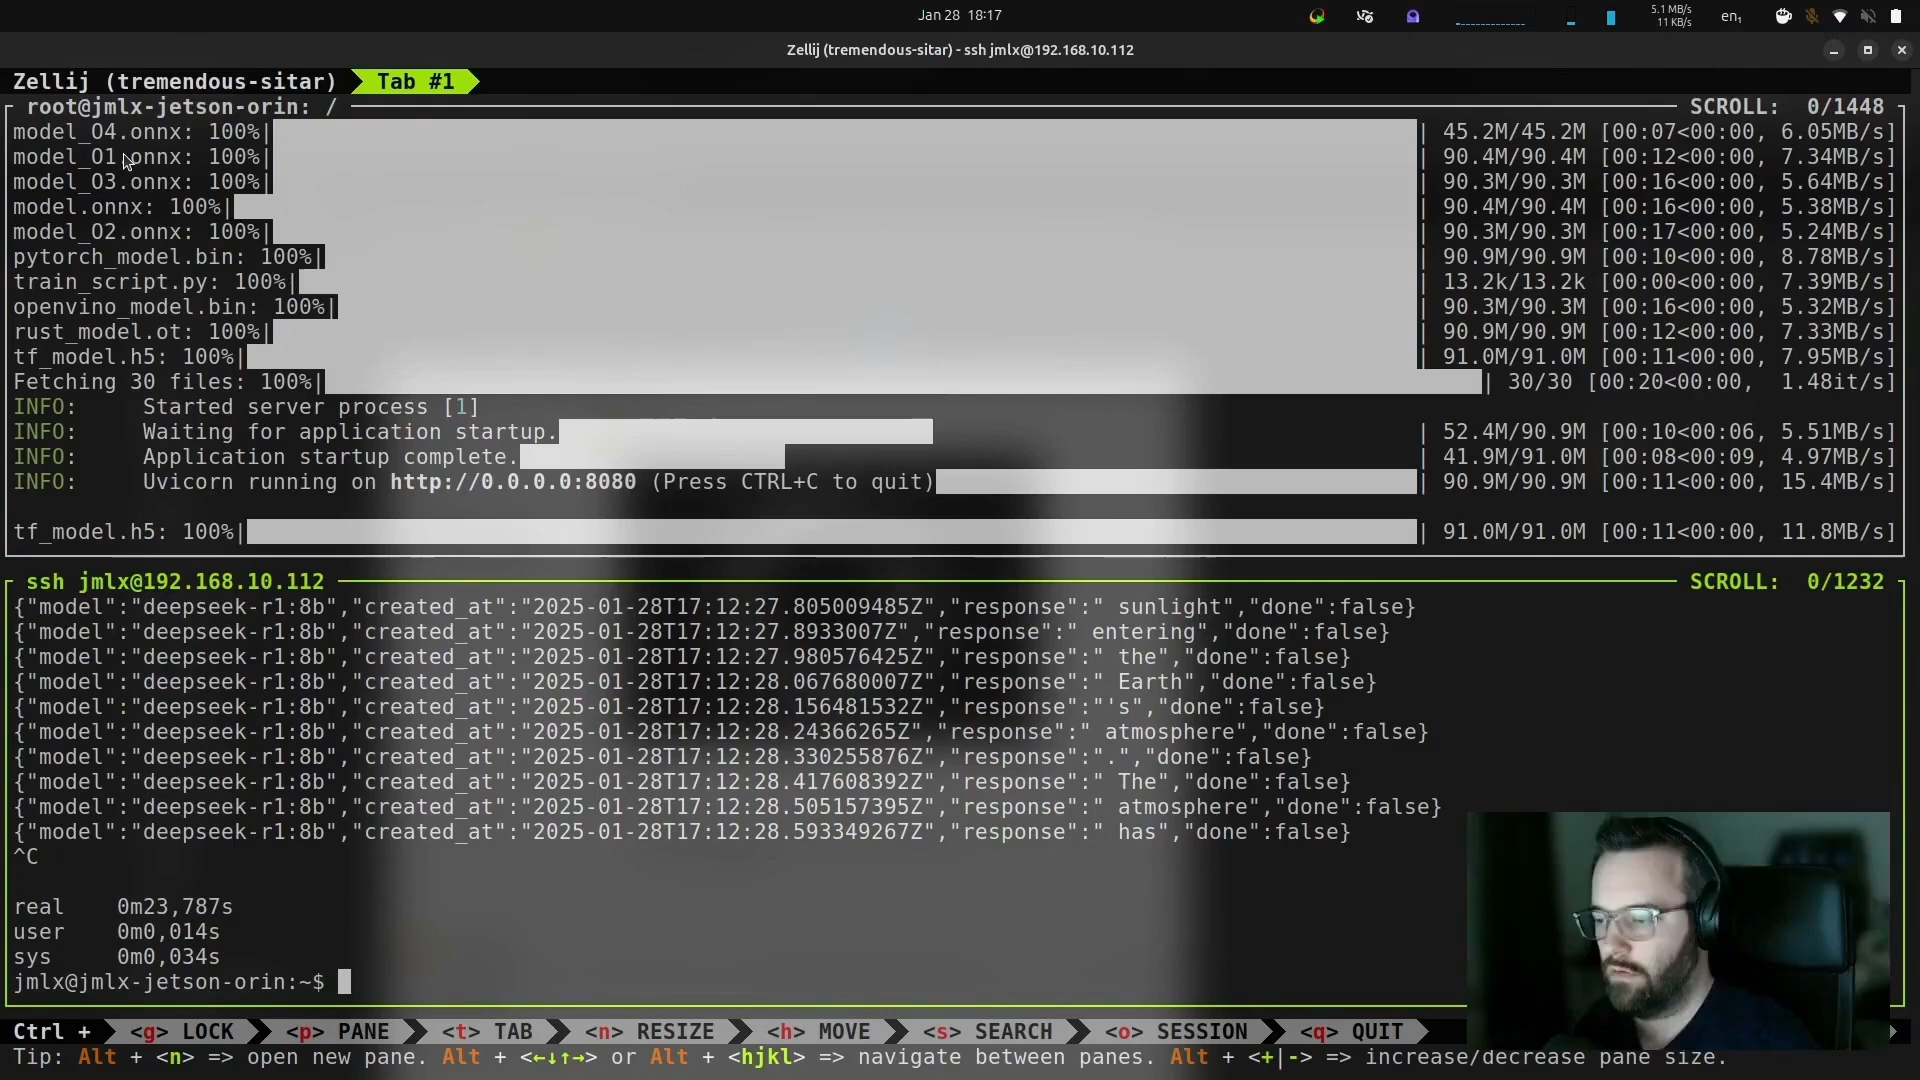 Jan 28 18:17
5.1 MB/s
11 KB/s
en₁
Zellij (tremendous-sitar) - ssh jmlx@192.168.10.112
Zellij (tremendous-sitar) Tab #1
root@jmlx-jetson-orin: / SCROLL: 0/1448
model_O4.onnx: 100%| | 45.2M/45.2M [00:07<00:00, 6.05MB/s]
model_O1.onnx: 100%| | 90.4M/90.4M [00:12<00:00, 7.34MB/s]
model_O3.onnx: 100%| | 90.3M/90.3M [00:16<00:00, 5.64MB/s]
model.onnx: 100%| | 90.4M/90.4M [00:16<00:00, 5.38MB/s]
model_O2.onnx: 100%| | 90.3M/90.3M [00:17<00:00, 5.24MB/s]
pytorch_model.bin: 100%| | 90.9M/90.9M [00:10<00:00, 8.78MB/s]
train_script.py: 100%| | 13.2k/13.2k [00:00<00:00, 7.39MB/s]
openvino_model.bin: 100%| | 90.3M/90.3M [00:16<00:00, 5.32MB/s]
rust_model.ot: 100%| | 90.9M/90.9M [00:12<00:00, 7.33MB/s]
tf_model.h5: 100%| | 91.0M/91.0M [00:11<00:00, 7.95MB/s]
Fetching 30 files: 100%| | 30/30 [00:20<00:00, 1.48it/s]
INFO: Started server process [1]
INFO: Waiting for application startup. | 52.4M/90.9M [00:10<00:06, 5.51MB/s]
INFO: Application startup complete. | 41.9M/91.0M [00:08<00:09, 4.97MB/s]
INFO: Uvicorn running on http://0.0.0.0:8080 (Press CTRL+C to quit) | 90.9M/90.9M [00:11<00:00, 15.4MB/s]
tf_model.h5: 100%| | 91.0M/91.0M [00:11<00:00, 11.8MB/s]
ssh jmlx@192.168.10.112 SCROLL: 0/1232
{"model":"deepseek-r1:8b","created_at":"2025-01-28T17:12:27.805009485Z","response":" sunlight","done":false}
{"model":"deepseek-r1:8b","created_at":"2025-01-28T17:12:27.8933007Z","response":" entering","done":false}
{"model":"deepseek-r1:8b","created_at":"2025-01-28T17:12:27.980576425Z","response":" the","done":false}
{"model":"deepseek-r1:8b","created_at":"2025-01-28T17:12:28.067680007Z","response":" Earth","done":false}
{"model":"deepseek-r1:8b","created_at":"2025-01-28T17:12:28.156481532Z","response":"'s","done":false}
{"model":"deepseek-r1:8b","created_at":"2025-01-28T17:12:28.24366265Z","response":" atmosphere","done":false}
{"model":"deepseek-r1:8b","created_at":"2025-01-28T17:12:28.330255876Z","response":".","done":false}
{"model":"deepseek-r1:8b","created_at":"2025-01-28T17:12:28.417608392Z","response":" The","done":false}
{"model":"deepseek-r1:8b","created_at":"2025-01-28T17:12:28.505157395Z","response":" atmosphere","done":false}
{"model":"deepseek-r1:8b","created_at":"2025-01-28T17:12:28.593349267Z","response":" has","done":false}
^C
real 0m23,787s
user 0m0,014s
sys 0m0,034s
jmlx@jmlx-jetson-orin:~$
Ctrl + <g> LOCK <p> PANE <t> TAB <n> RESIZE <h> MOVE <s> SEARCH <o> SESSION <q> QUIT
Tip: Alt + <n> => open new pane. Alt + <←↓↑→> or Alt + <hjkl> => navigate between panes. Alt + <+|-> => increase/decrease pane size.